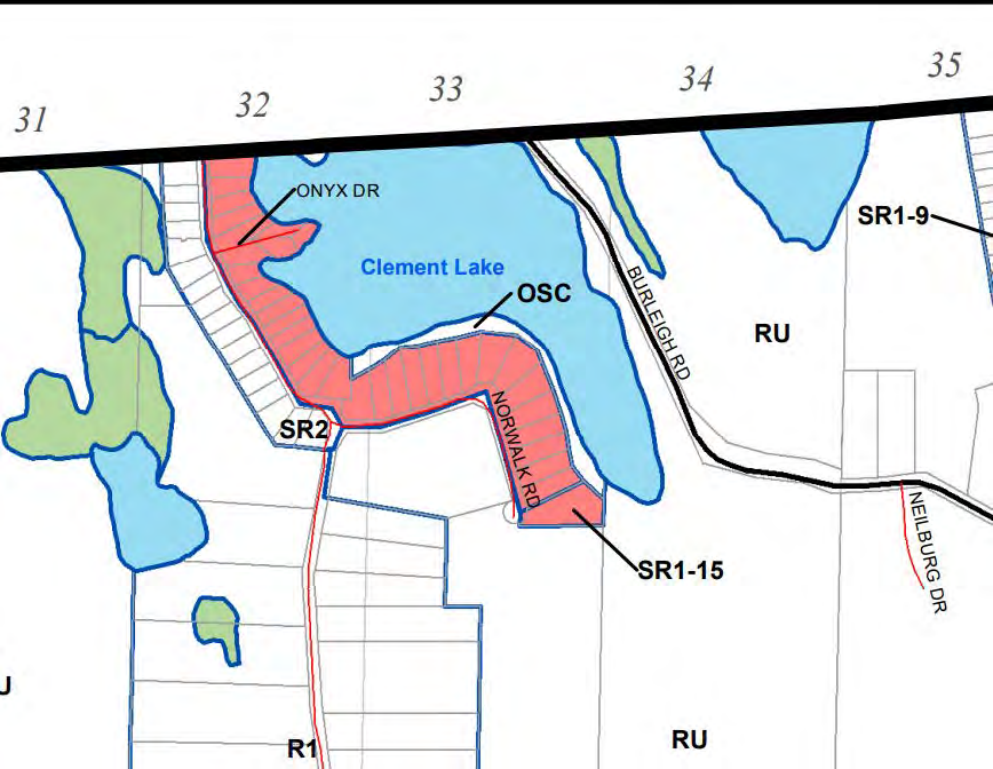 31
32
33
34
35
ONYX DR
SR1-9
Clement Lake
OSC
BURLEIGH RD
RU
NORWALK RD
SR2
NEILBURG DR
SR1-15
R1
RU